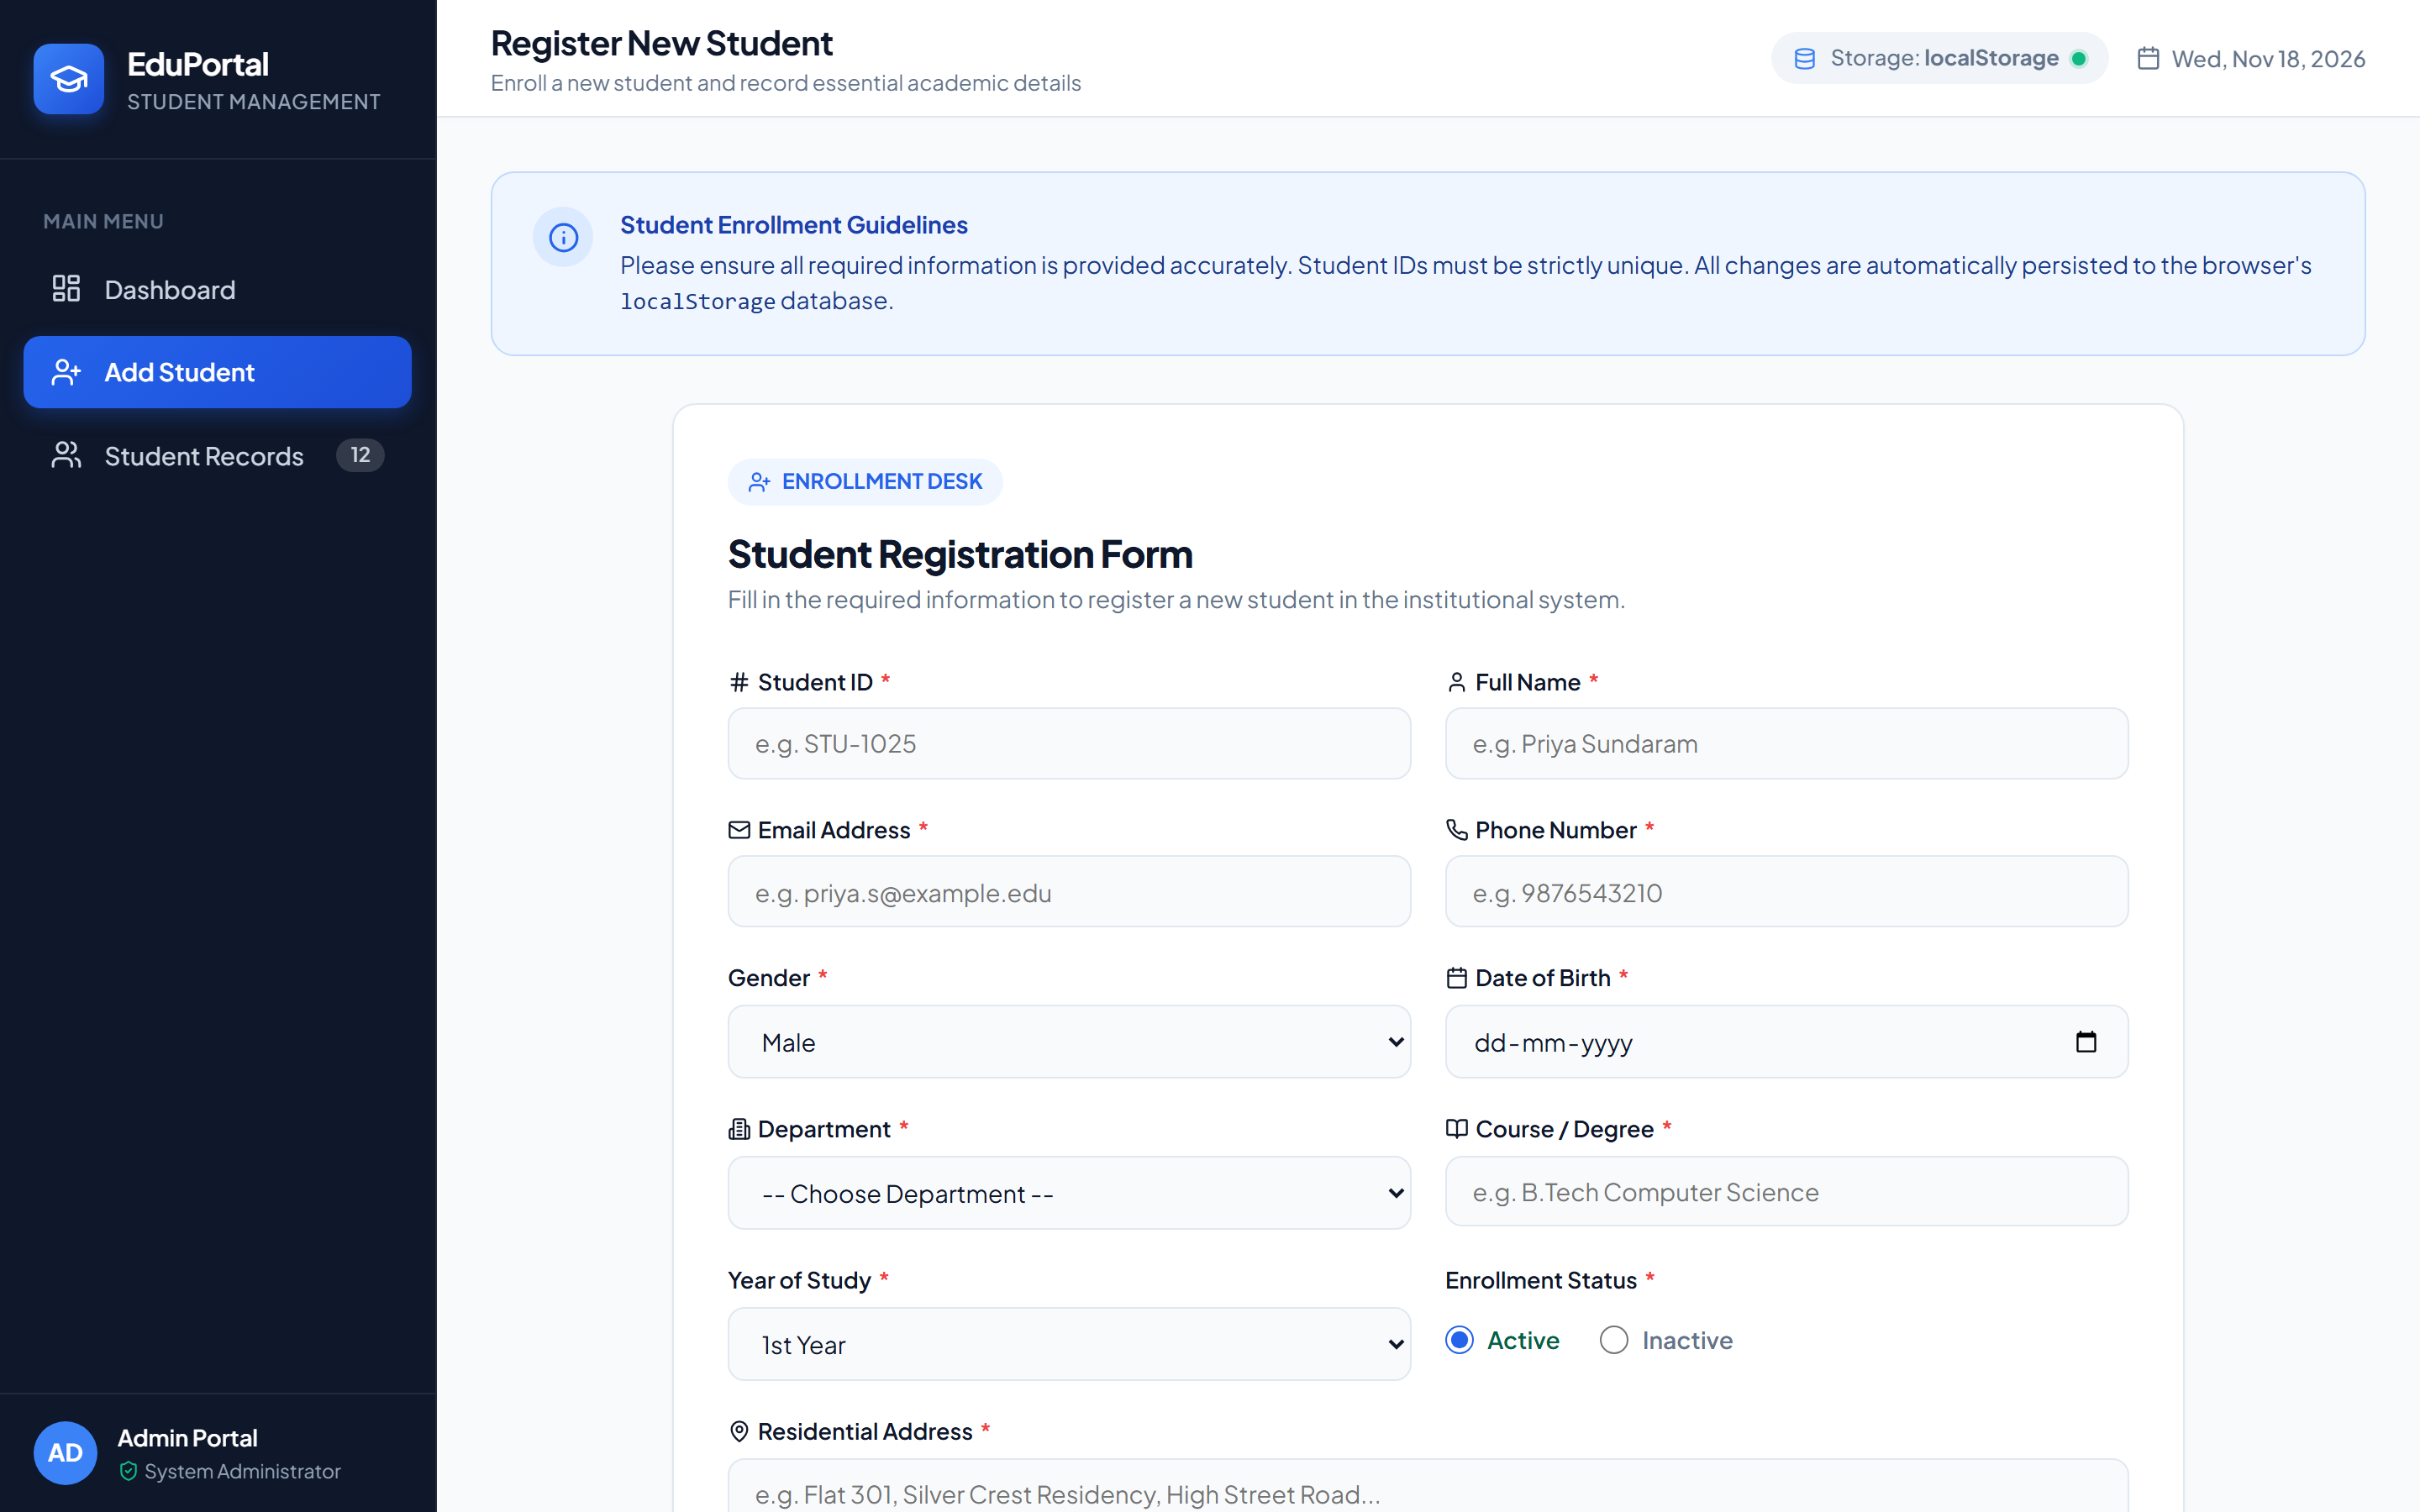 EduPortal
STUDENT MANAGEMENT
MAIN MENU
Dashboard
Add Student
Student Records 12
AD
Admin Portal
System Administrator
Register New Student
Enroll a new student and record essential academic details
Storage: localStorage
Wed, Nov 18, 2026
Student Enrollment Guidelines
Please ensure all required information is provided accurately. Student IDs must be strictly unique. All changes are automatically persisted to the browser's
localStorage database.
ENROLLMENT DESK
Student Registration Form
Fill in the required information to register a new student in the institutional system.
Student ID *
e.g. STU-1025
Full Name *
e.g. Priya Sundaram
Email Address *
e.g. priya.s@example.edu
Phone Number *
e.g. 9876543210
Gender *
Male
Date of Birth *
dd-mm-yyyy
Department *
-- Choose Department --
Course / Degree *
e.g. B.Tech Computer Science
Year of Study *
1st Year
Enrollment Status *
Active Inactive
Residential Address *
e.g. Flat 301, Silver Crest Residency, High Street Road...